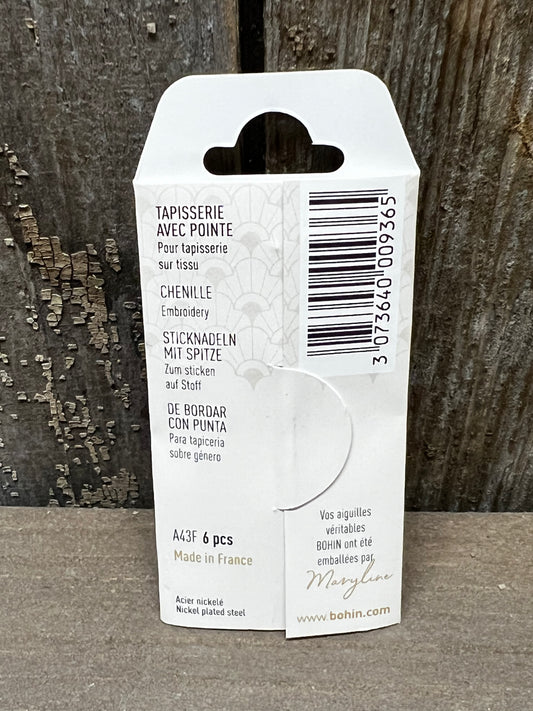 TAPISSERIE
AVEC POINTE
Pour tapisserie
sur tissu
CHENILLE
Embroidery
STICKNADELN
MIT SPITZE
Zum sticken
auf Stoff
DE BORDAR
CON PUNTA
Para tapiceria
sobre género
A43F 6 pcs
Made in France
Acier nickelé
Nickel plated steel
3 073640 009365
Vos aiguilles
véritables
BOHIN ont été
emballées par
Maryline
www.bohin.com